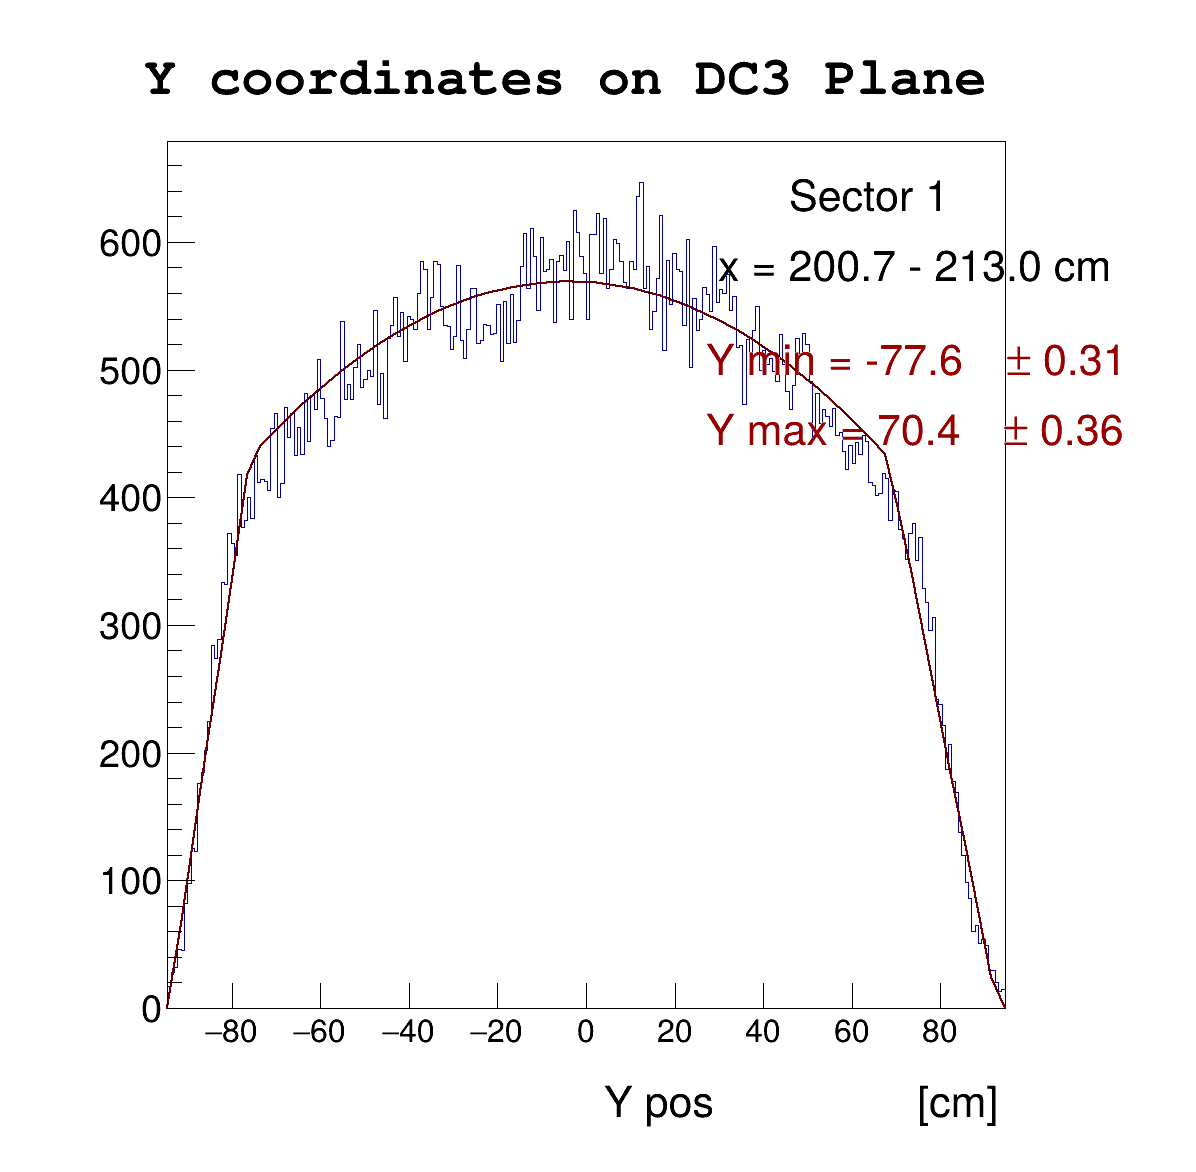 Y coordinates on DC3 Plane
Sector 1
x = 200.7 - 213.0 cm
Y min = -77.6 ± 0.31
Y max = 70.4 ± 0.36
600
500
400
300
200
100
0
−80 −60 −40 −20 0 20 40 60 80
Y pos [cm]